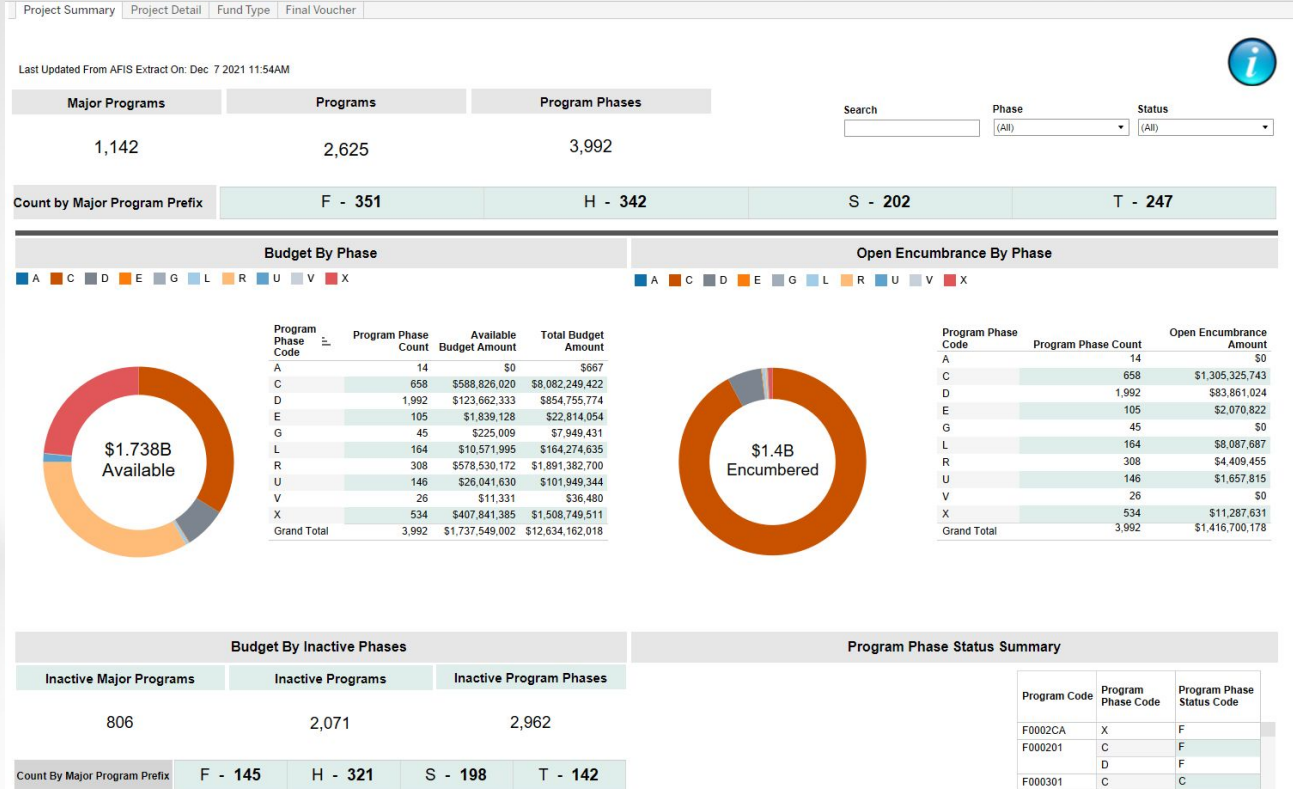 Project Summary Project Detail Fund Type Final Voucher
i
Last Updated From AFIS Extract On: Dec 7 2021 11:54AM
Major Programs Programs Program Phases
Search Phase Status
(All) (All)
1,142 2,625 3,992
Count by Major Program Prefix F - 351 H - 342 S - 202 T - 247
Budget By Phase Open Encumbrance By Phase
A C D E G L R U V X
A C D E G L R U V X
Program
Phase
Code
Program Phase
Count
Available
Budget Amount
Total Budget
Amount
A 14 $0 $667
C 658 $588,826,020 $8,082,249,422
D 1,992 $123,662,333 $854,755,774
E 105 $1,839,128 $22,814,054
G 45 $225,009 $7,949,431
L 164 $10,571,995 $164,274,635
R 308 $578,530,172 $1,891,382,700
U 146 $26,041,630 $101,949,344
V 26 $11,331 $36,480
X 534 $407,841,385 $1,508,749,511
Grand Total 3,992 $1,737,549,002 $12,634,162,018
$1.738B
Available
Program Phase
Code
Program Phase Count
Open Encumbrance
Amount
A 14 $0
C 658 $1,305,325,743
D 1,992 $83,861,024
E 105 $2,070,822
G 45 $0
L 164 $8,087,687
R 308 $4,409,455
U 146 $1,657,815
V 26 $0
X 534 $11,287,631
Grand Total 3,992 $1,416,700,178
$1.4B
Encumbered
Budget By Inactive Phases
Inactive Major Programs Inactive Programs Inactive Program Phases
806 2,071 2,962
Count By Major Program Prefix F - 145 H - 321 S - 198 T - 142
Program Phase Status Summary
Program Code
Program
Phase Code
Program Phase
Status Code
F0002CA X F
F000201 C F
D F
F000301 C C